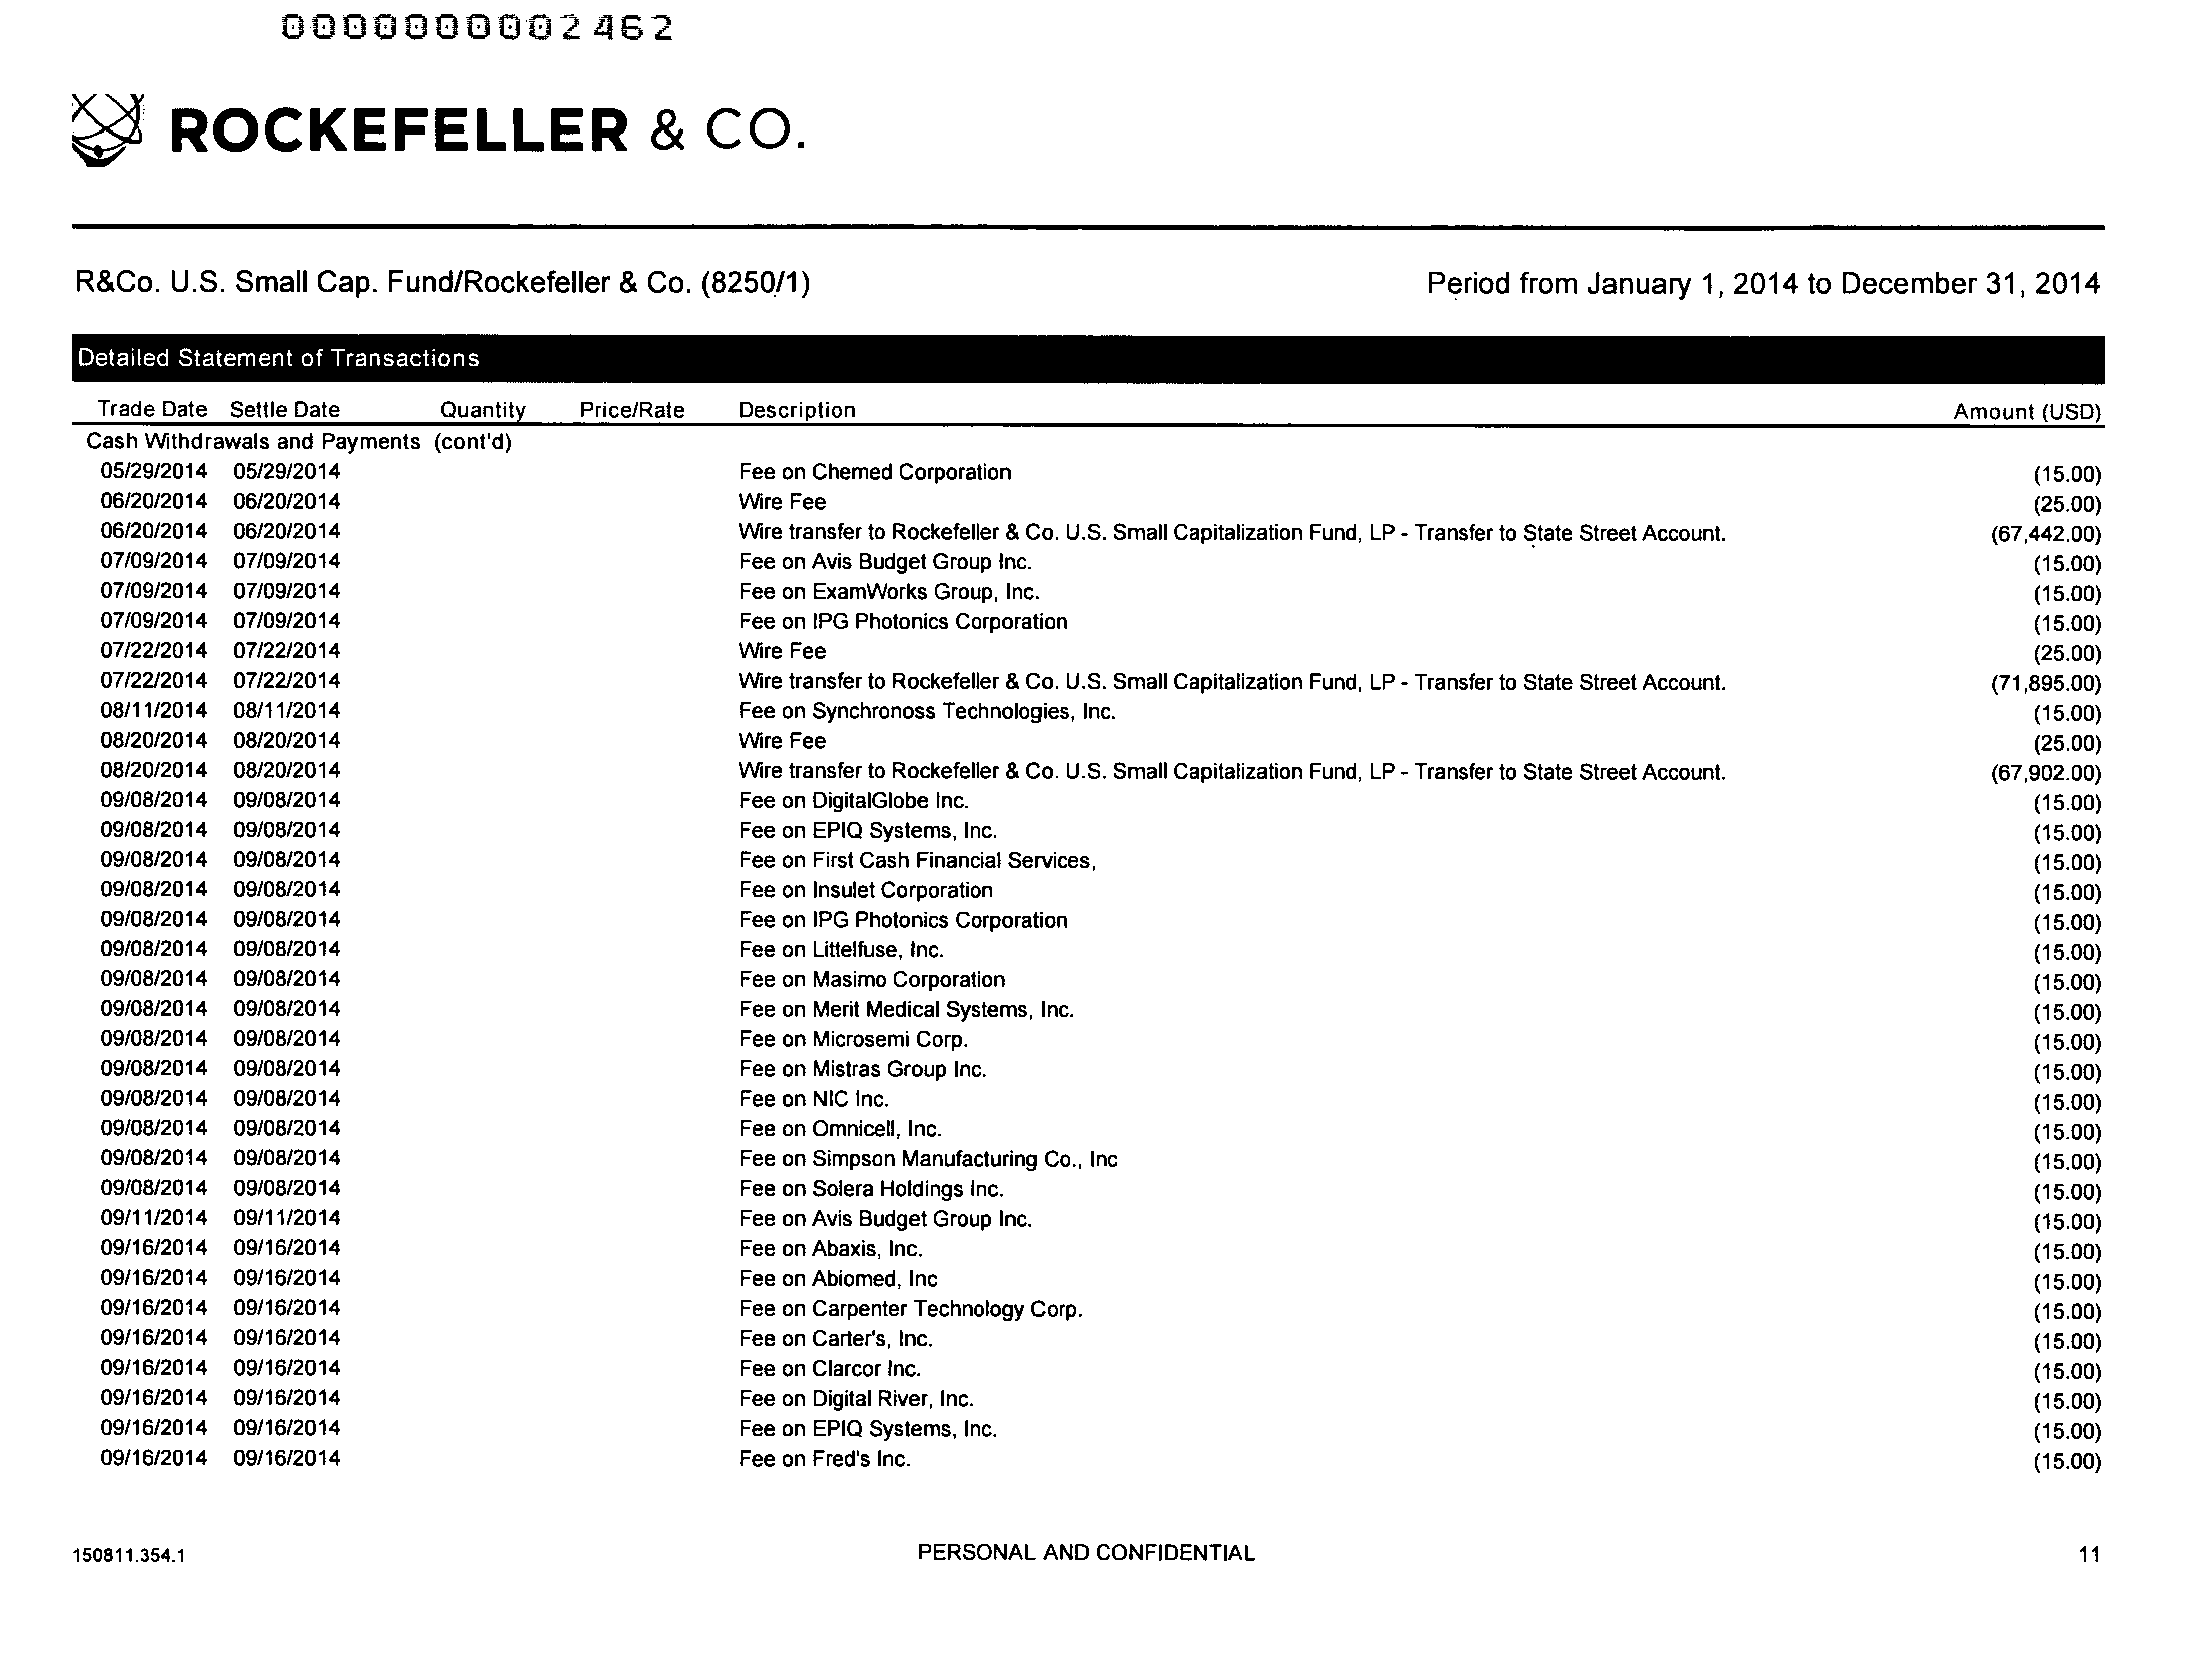 0000000002462
ROCKEFELLER & CO.
R&Co. U.S. Small Cap. Fund/Rockefeller & Co. (8250/1) Period from January 1, 2014 to December 31, 2014
Detailed Statement of Transactions
Trade Date Settle Date Quantity Price/Rate Description Amount (USD)
Cash Withdrawals and Payments (cont'd)
05/29/2014 05/29/2014 Fee on Chemed Corporation (15.00)
06/20/2014 06/20/2014 Wire Fee (25.00)
06/20/2014 06/20/2014 Wire transfer to Rockefeller & Co. U.S. Small Capitalization Fund, LP - Transfer to State Street Account. (67,442.00)
07/09/2014 07/09/2014 Fee on Avis Budget Group Inc. (15.00)
07/09/2014 07/09/2014 Fee on ExamWorks Group, Inc. (15.00)
07/09/2014 07/09/2014 Fee on IPG Photonics Corporation (15.00)
07/22/2014 07/22/2014 Wire Fee (25.00)
07/22/2014 07/22/2014 Wire transfer to Rockefeller & Co. U.S. Small Capitalization Fund, LP - Transfer to State Street Account. (71,895.00)
08/11/2014 08/11/2014 Fee on Synchronoss Technologies, Inc. (15.00)
08/20/2014 08/20/2014 Wire Fee (25.00)
08/20/2014 08/20/2014 Wire transfer to Rockefeller & Co. U.S. Small Capitalization Fund, LP - Transfer to State Street Account. (67,902.00)
09/08/2014 09/08/2014 Fee on DigitalGlobe Inc. (15.00)
09/08/2014 09/08/2014 Fee on EPIQ Systems, Inc. (15.00)
09/08/2014 09/08/2014 Fee on First Cash Financial Services, (15.00)
09/08/2014 09/08/2014 Fee on Insulet Corporation (15.00)
09/08/2014 09/08/2014 Fee on IPG Photonics Corporation (15.00)
09/08/2014 09/08/2014 Fee on Littelfuse, Inc. (15.00)
09/08/2014 09/08/2014 Fee on Masimo Corporation (15.00)
09/08/2014 09/08/2014 Fee on Merit Medical Systems, Inc. (15.00)
09/08/2014 09/08/2014 Fee on Microsemi Corp. (15.00)
09/08/2014 09/08/2014 Fee on Mistras Group Inc. (15.00)
09/08/2014 09/08/2014 Fee on NIC Inc. (15.00)
09/08/2014 09/08/2014 Fee on Omnicell, Inc. (15.00)
09/08/2014 09/08/2014 Fee on Simpson Manufacturing Co., Inc (15.00)
09/08/2014 09/08/2014 Fee on Solera Holdings Inc. (15.00)
09/11/2014 09/11/2014 Fee on Avis Budget Group Inc. (15.00)
09/16/2014 09/16/2014 Fee on Abaxis, Inc. (15.00)
09/16/2014 09/16/2014 Fee on Abiomed, Inc (15.00)
09/16/2014 09/16/2014 Fee on Carpenter Technology Corp. (15.00)
09/16/2014 09/16/2014 Fee on Carter's, Inc. (15.00)
09/16/2014 09/16/2014 Fee on Clarcor Inc. (15.00)
09/16/2014 09/16/2014 Fee on Digital River, Inc. (15.00)
09/16/2014 09/16/2014 Fee on EPIQ Systems, Inc. (15.00)
09/16/2014 09/16/2014 Fee on Fred's Inc. (15.00)
150811.354.1 PERSONAL AND CONFIDENTIAL 11